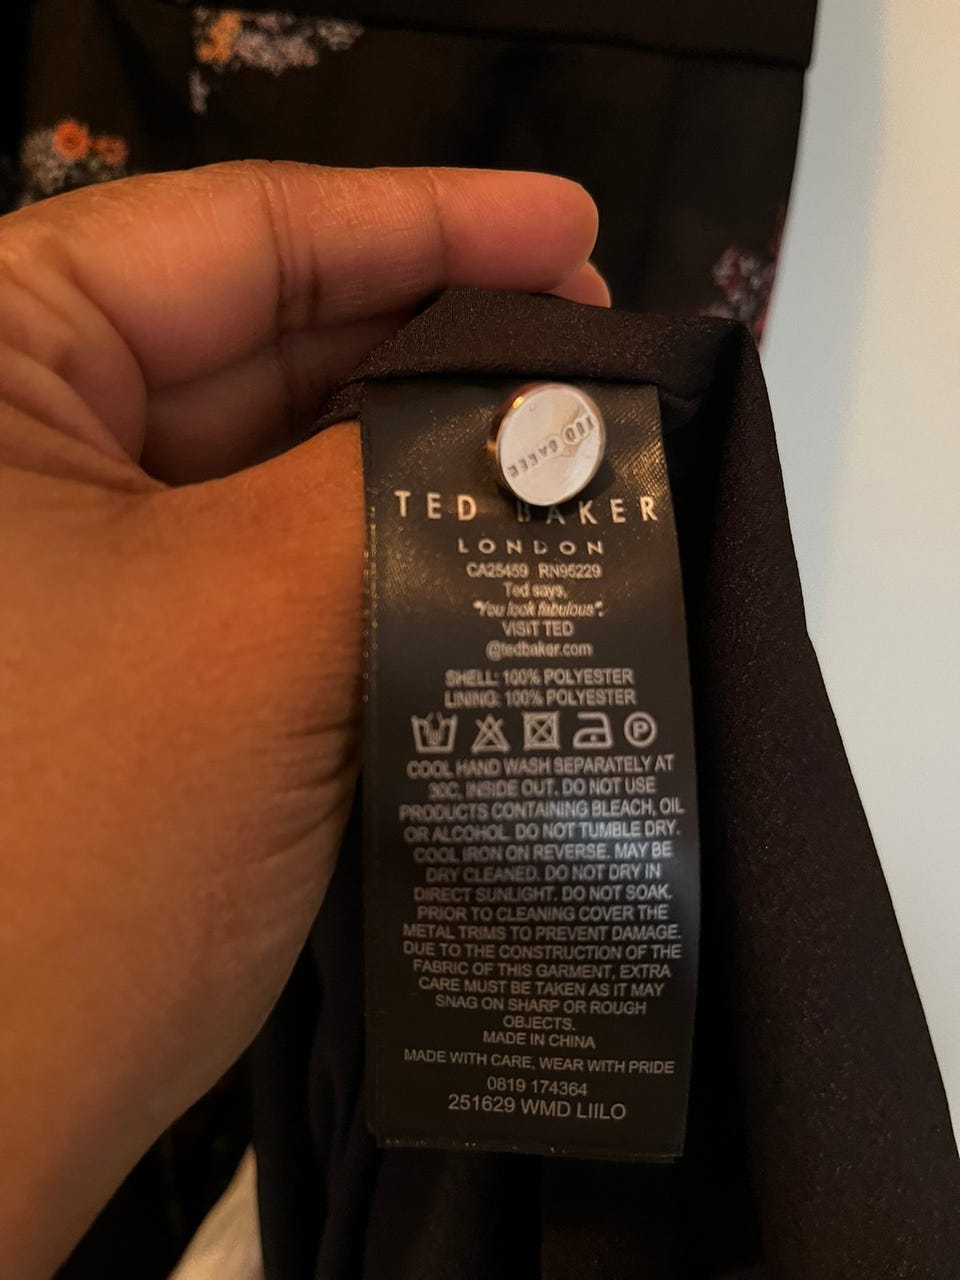 TED BAKER
TED BAKER
LONDON
CA25459 RN95229
Ted says,
"You look fabulous".
VISIT TED
@tedbaker.com
SHELL: 100% POLYESTER
LINING: 100% POLYESTER
P
COOL HAND WASH SEPARATELY AT
30C. INSIDE OUT. DO NOT USE
PRODUCTS CONTAINING BLEACH, OIL
OR ALCOHOL. DO NOT TUMBLE DRY.
COOL IRON ON REVERSE. MAY BE
DRY CLEANED. DO NOT DRY IN
DIRECT SUNLIGHT. DO NOT SOAK.
PRIOR TO CLEANING COVER THE
METAL TRIMS TO PREVENT DAMAGE.
DUE TO THE CONSTRUCTION OF THE
FABRIC OF THIS GARMENT, EXTRA
CARE MUST BE TAKEN AS IT MAY
SNAG ON SHARP OR ROUGH
OBJECTS.
MADE IN CHINA
MADE WITH CARE, WEAR WITH PRIDE
0819 174364
251629 WMD LIILO